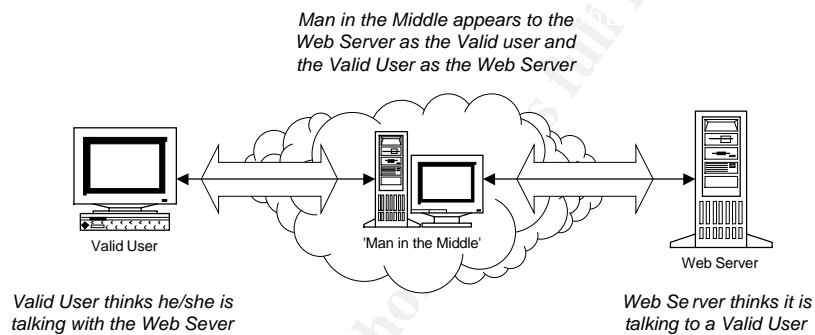 Man in the Middle appears to the
Web Server as the Valid user and
the Valid User as the Web Server
Valid User
'Man in the Middle'
Web Server
Valid User thinks he/she is
talking with the Web Sever
Web Se rver thinks it is
talking to a Valid User